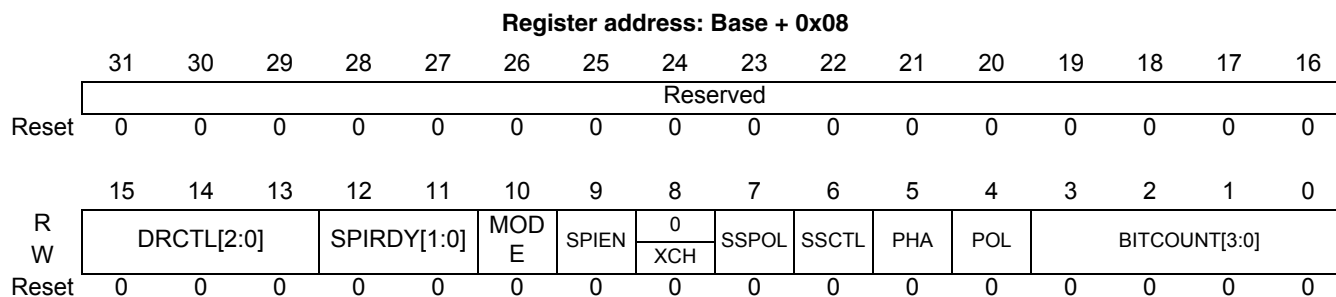 Register address: Base + 0x08
31 30 29 28 27 26 25 24 23 22 21 20 19 18 17 16
Reserved
Reset 0 0 0 0 0 0 0 0 0 0 0 0 0 0 0 0
15 14 13 12 11 10 9 8 7 6 5 4 3 2 1 0
R W DRCTL[2:0] SPIRDY[1:0] MOD E SPIEN 0 XCH SSPOL SSCTL PHA POL BITCOUNT[3:0]
Reset 0 0 0 0 0 0 0 0 0 0 0 0 0 0 0 0